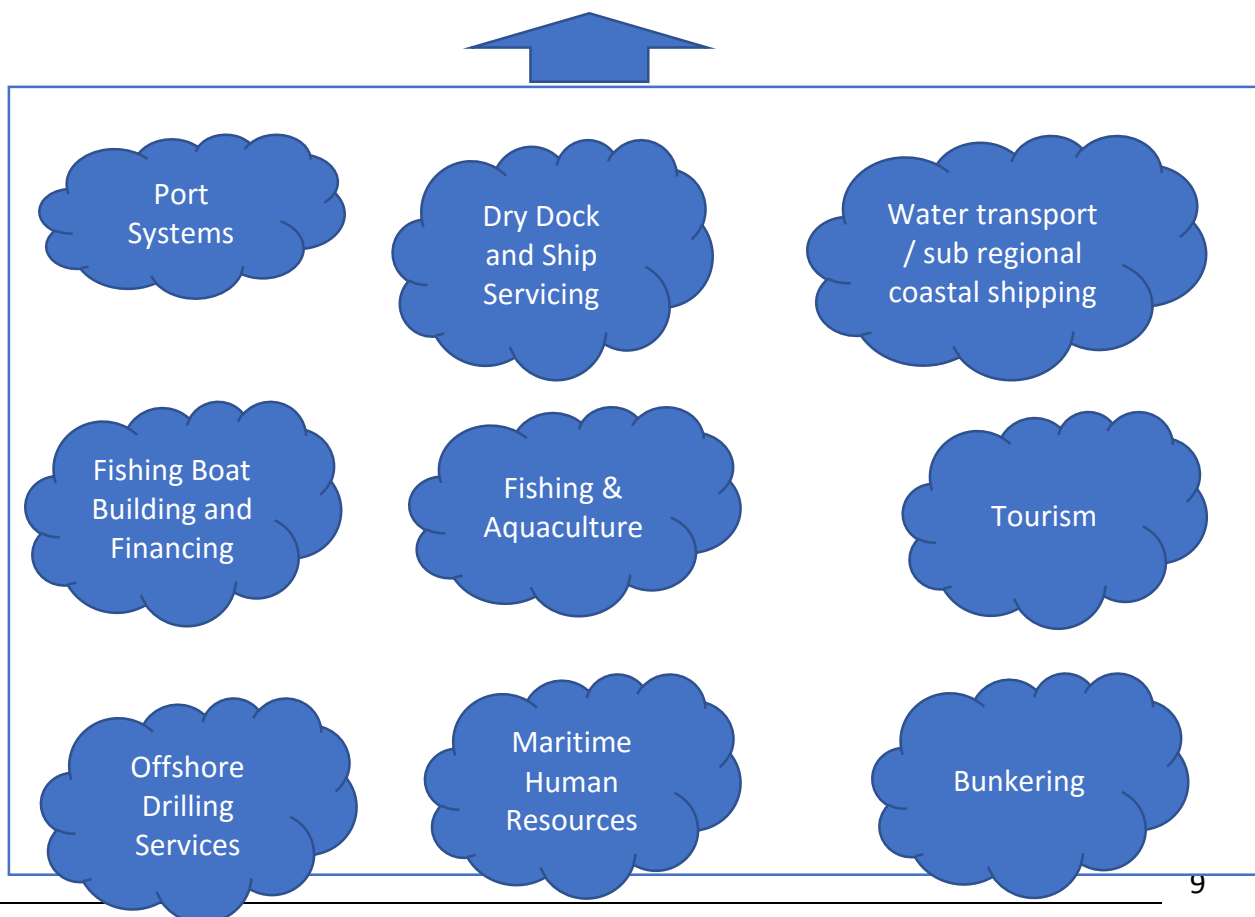 Port
Systems
Dry Dock
and Ship
Servicing
Water transport
/ sub regional
coastal shipping
Fishing Boat
Building and
Financing
Fishing &
Aquaculture
Tourism
Offshore
Drilling
Services
Maritime
Human
Resources
Bunkering
9